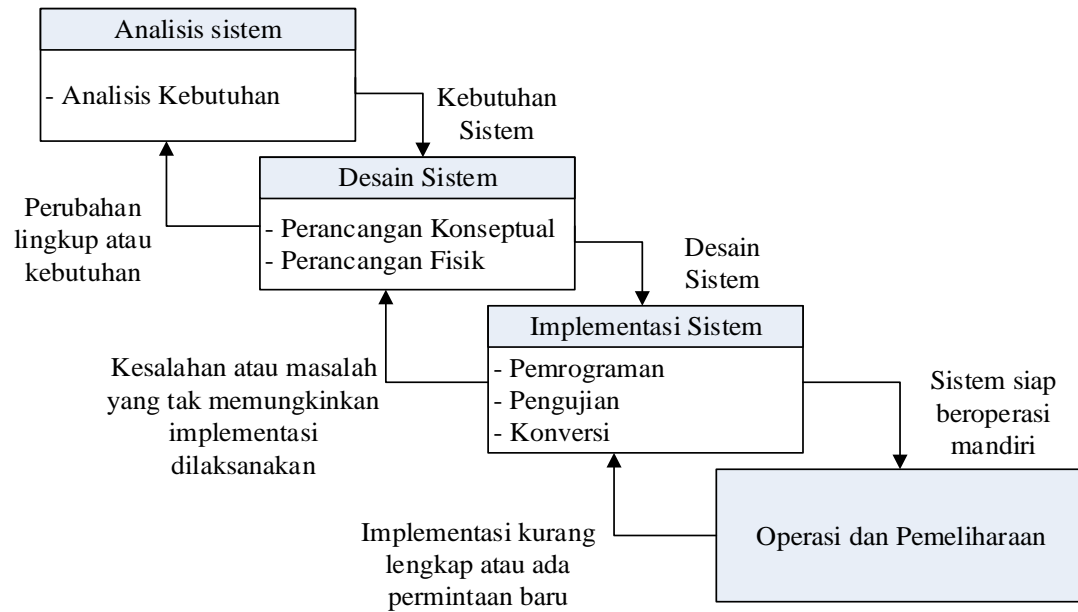 Analisis sistem
- Analisis Kebutuhan
Kebutuhan
Sistem
Desain Sistem
- Perancangan Konseptual
- Perancangan Fisik
Perubahan
lingkup atau
kebutuhan
Desain
Sistem
Implementasi Sistem
- Pemrograman
- Pengujian
- Konversi
Kesalahan atau masalah
yang tak memungkinkan
implementasi
dilaksanakan
Sistem siap
beroperasi
mandiri
Operasi dan Pemeliharaan
Implementasi kurang
lengkap atau ada
permintaan baru